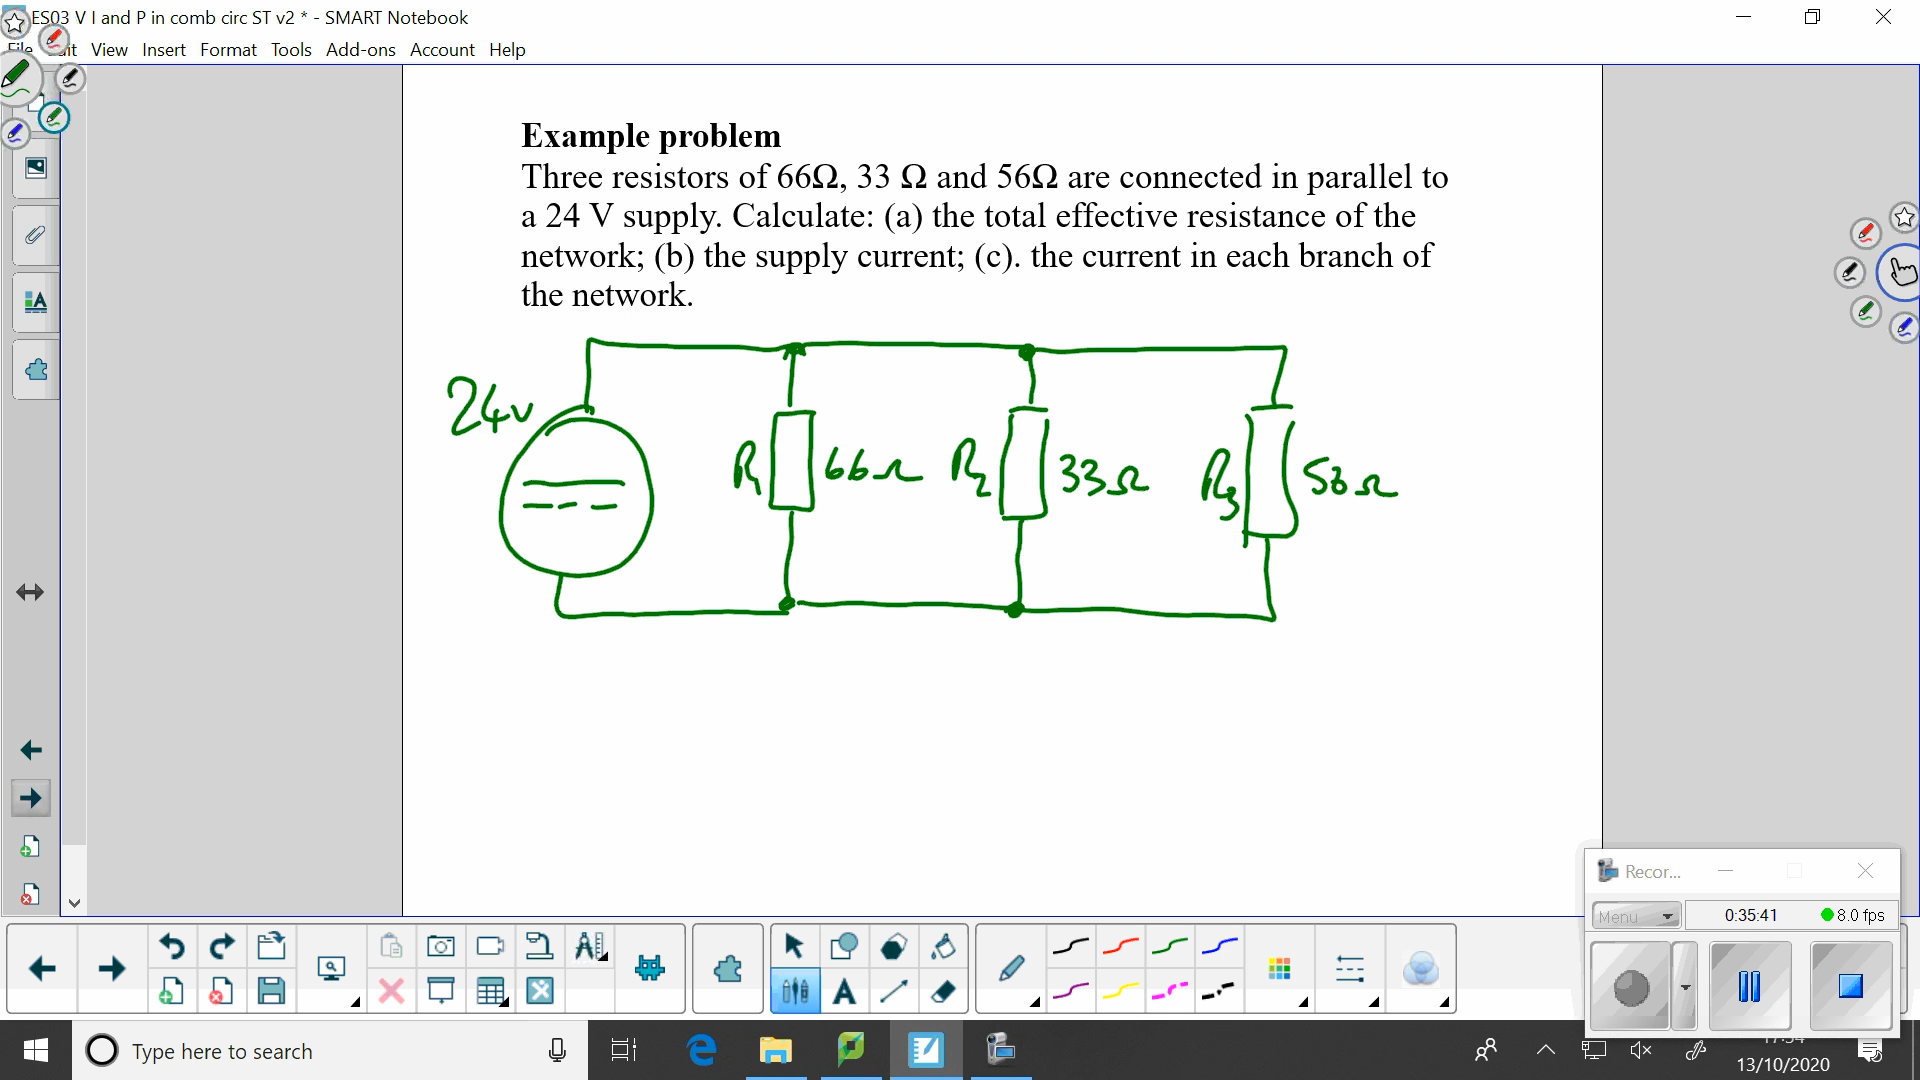 ES03 V I and P in comb circ ST v2 * - SMART Notebook
View Insert Format Tools Add-ons Account Help
Example problem
Three resistors of 66Ω, 33 Ω and 56Ω are connected in parallel to
a 24 V supply. Calculate: (a) the total effective resistance of the
network; (b) the supply current; (c). the current in each branch of
the network.
24v
R1 66Ω R2 33Ω R3 56Ω
Recor...
Menu 0:35:41 8.0 fps
Type here to search
13/10/2020